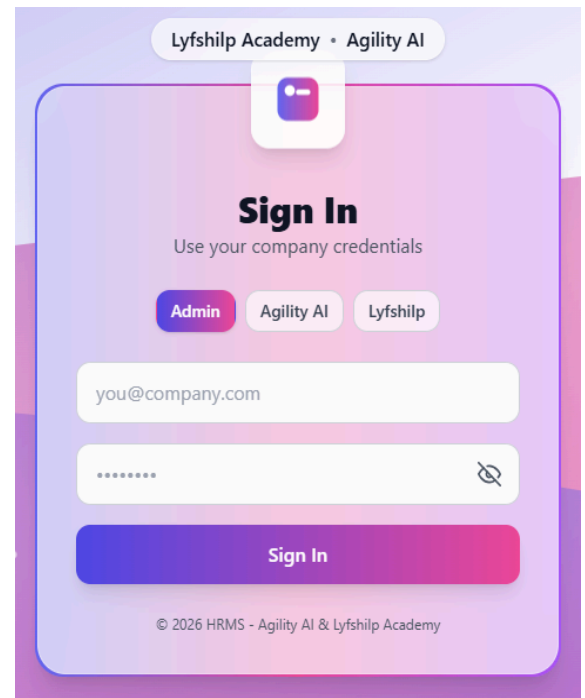 Lyfshilp Academy • Agility AI
Sign In
Use your company credentials
Admin
Agility AI
Lyfshilp
you@company.com
••••••••
Sign In
© 2026 HRMS - Agility AI & Lyfshilp Academy